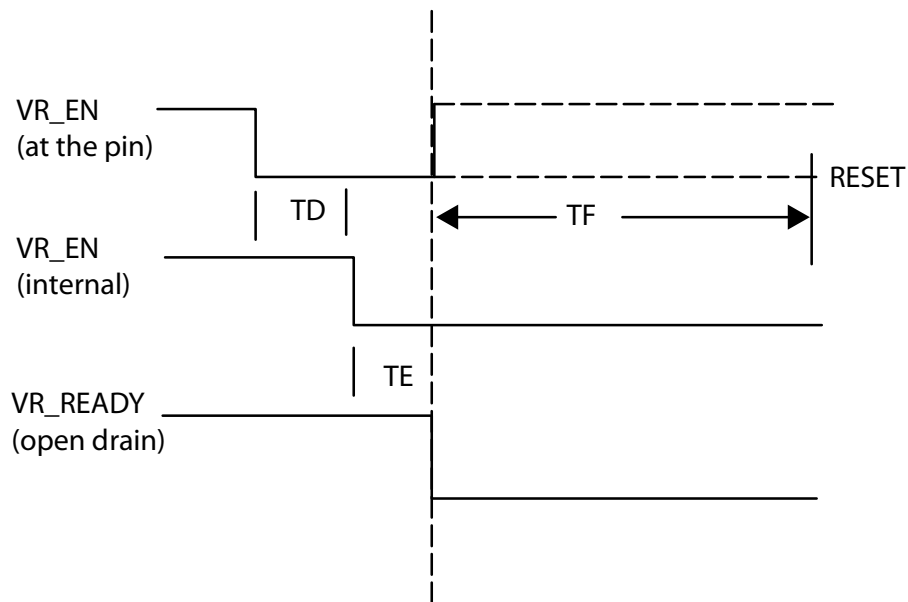 VR_EN
(at the pin)
RESET
TD
TF
VR_EN
(internal)
TE
VR_READY
(open drain)